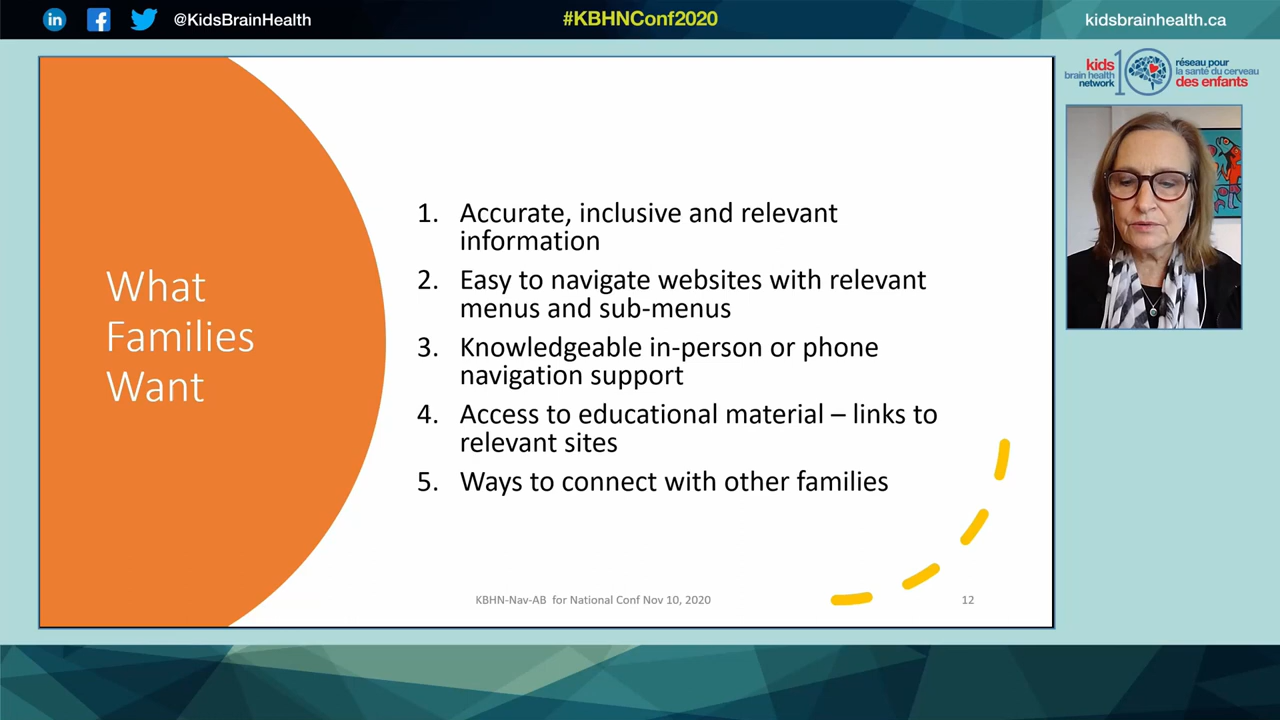 in f @KidsBrainHealth
#KBHNConf2020
kidsbrainhealth.ca
kids
brain health
network
10
réseau pour
la santé du cerveau
des enfants
What
Families
Want
1. Accurate, inclusive and relevant
information
2. Easy to navigate websites with relevant
menus and sub-menus
3. Knowledgeable in-person or phone
navigation support
4. Access to educational material – links to
relevant sites
5. Ways to connect with other families
KBHN-Nav-AB for National Conf Nov 10, 2020
12